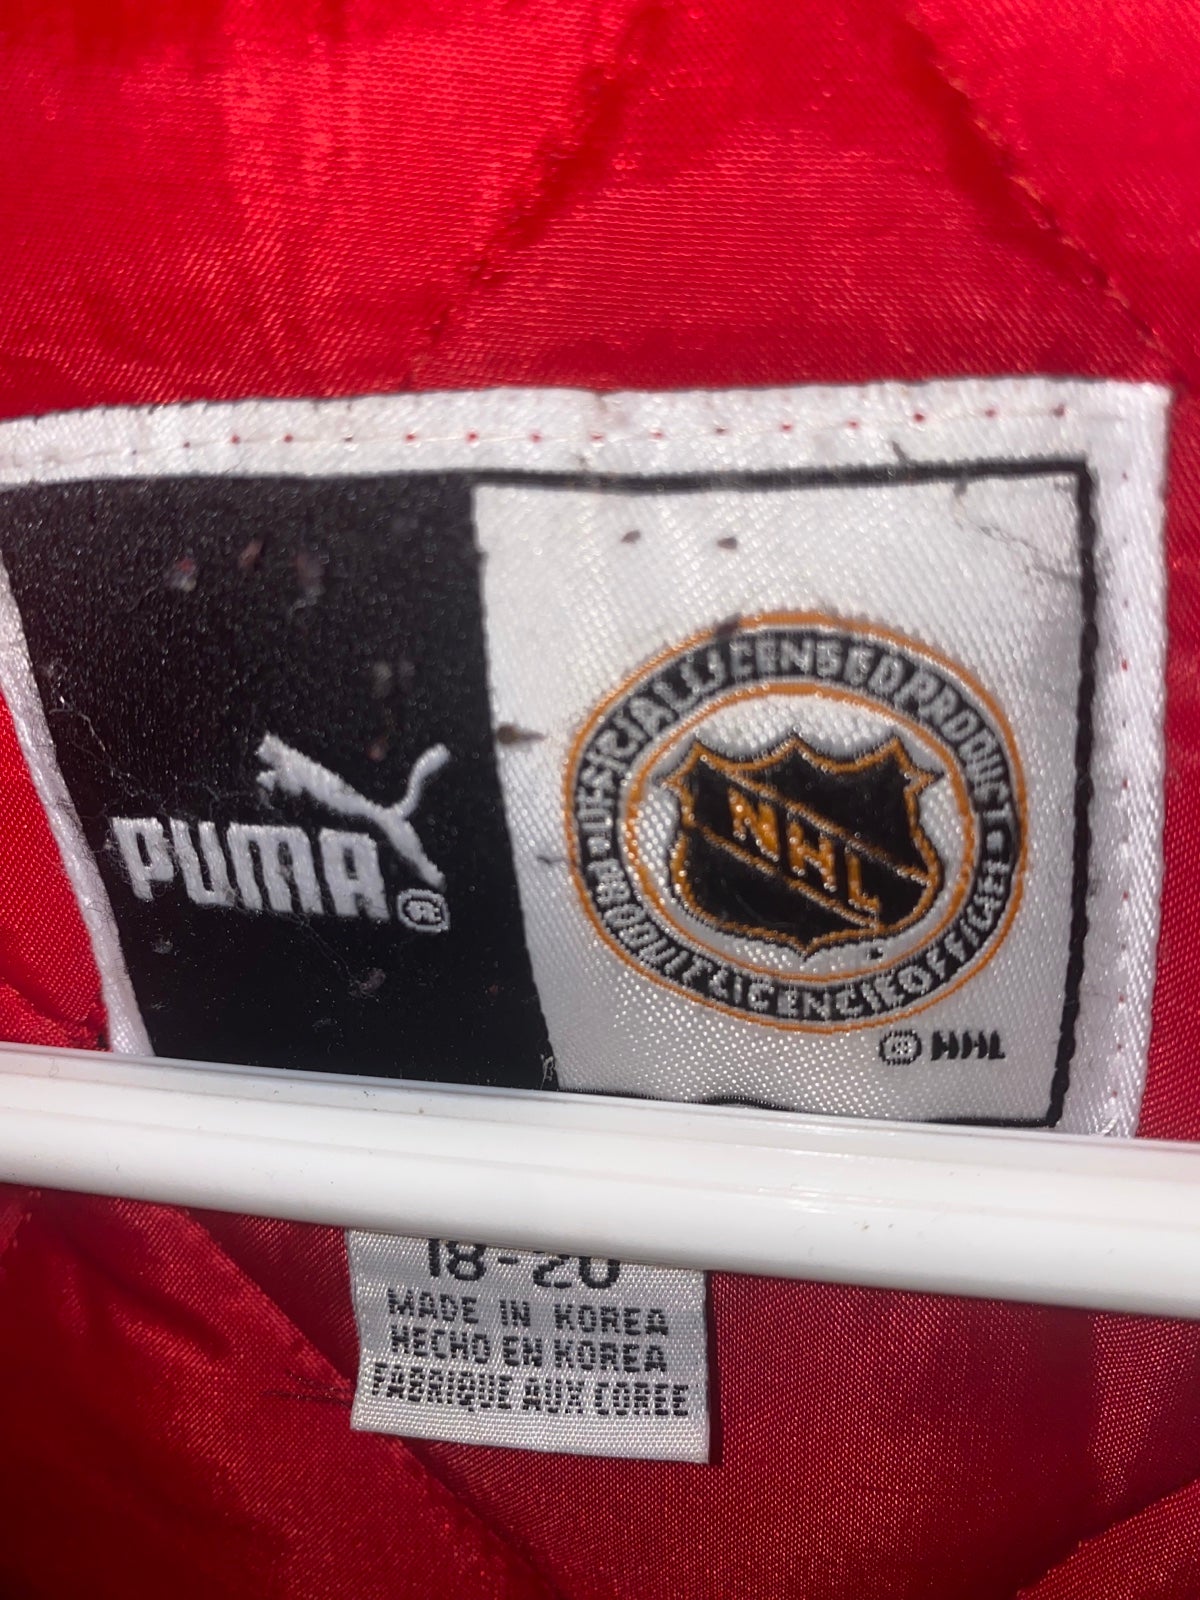 PUMA®
OFFICIAL LICENSED PRODUCT •
PRODUIT LICENCIE OFFICIEL •
NHL
© NHL
18-20
MADE IN KOREA
HECHO EN KOREA
FABRIQUE AUX COREE